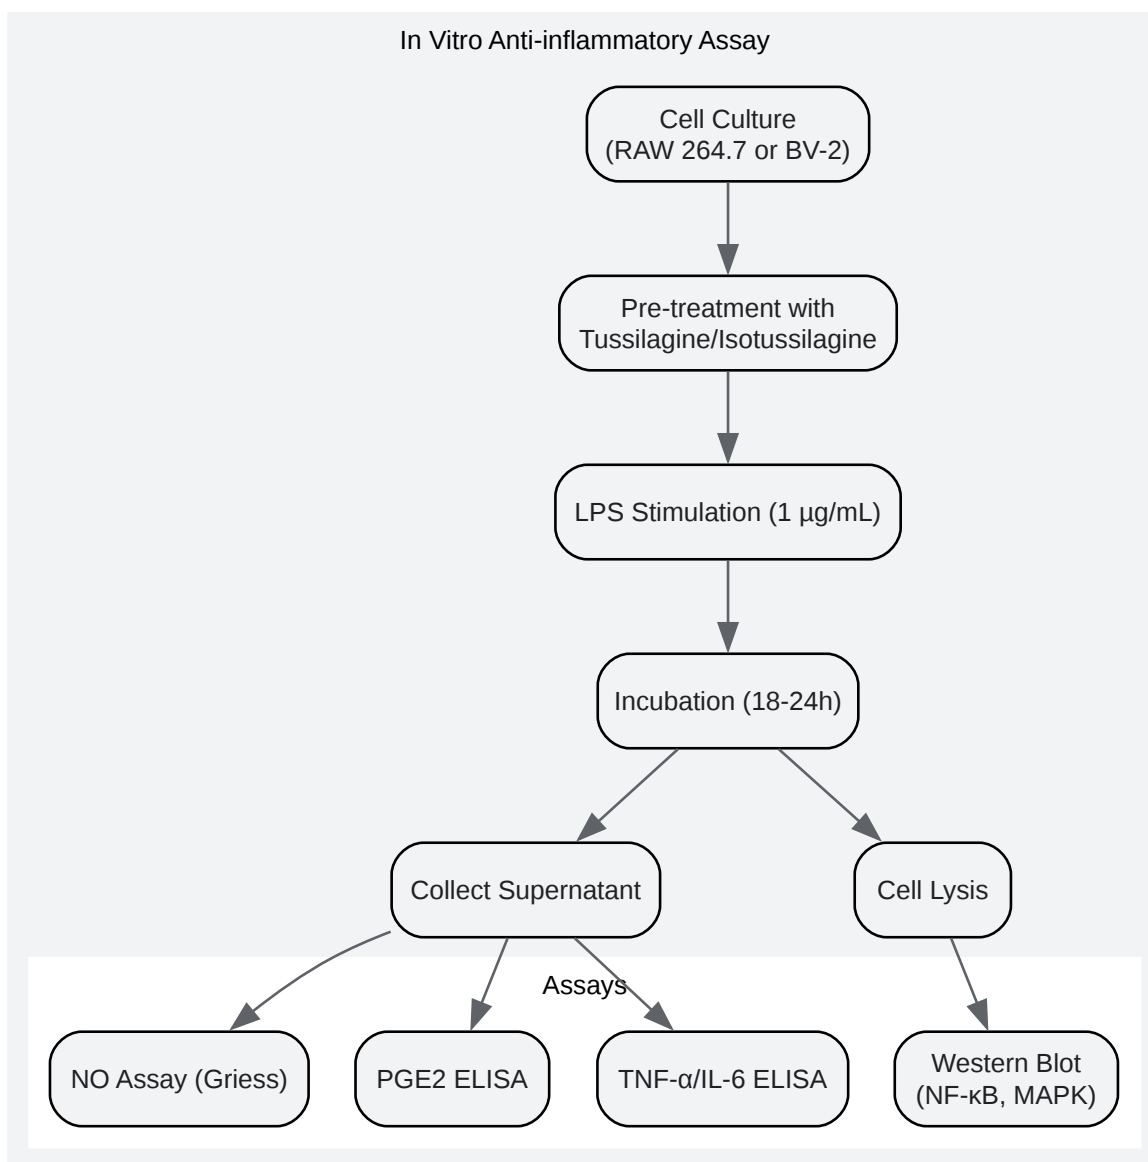 In Vitro Anti-inflammatory Assay
Cell Culture
(RAW 264.7 or BV-2)
Pre-treatment with
Tussilagine/Isotussilagine
LPS Stimulation (1 µg/mL)
Incubation (18-24h)
Collect Supernatant
Cell Lysis
Assays
NO Assay (Griess)
PGE2 ELISA
TNF-α/IL-6 ELISA
Western Blot
(NF-κB, MAPK)